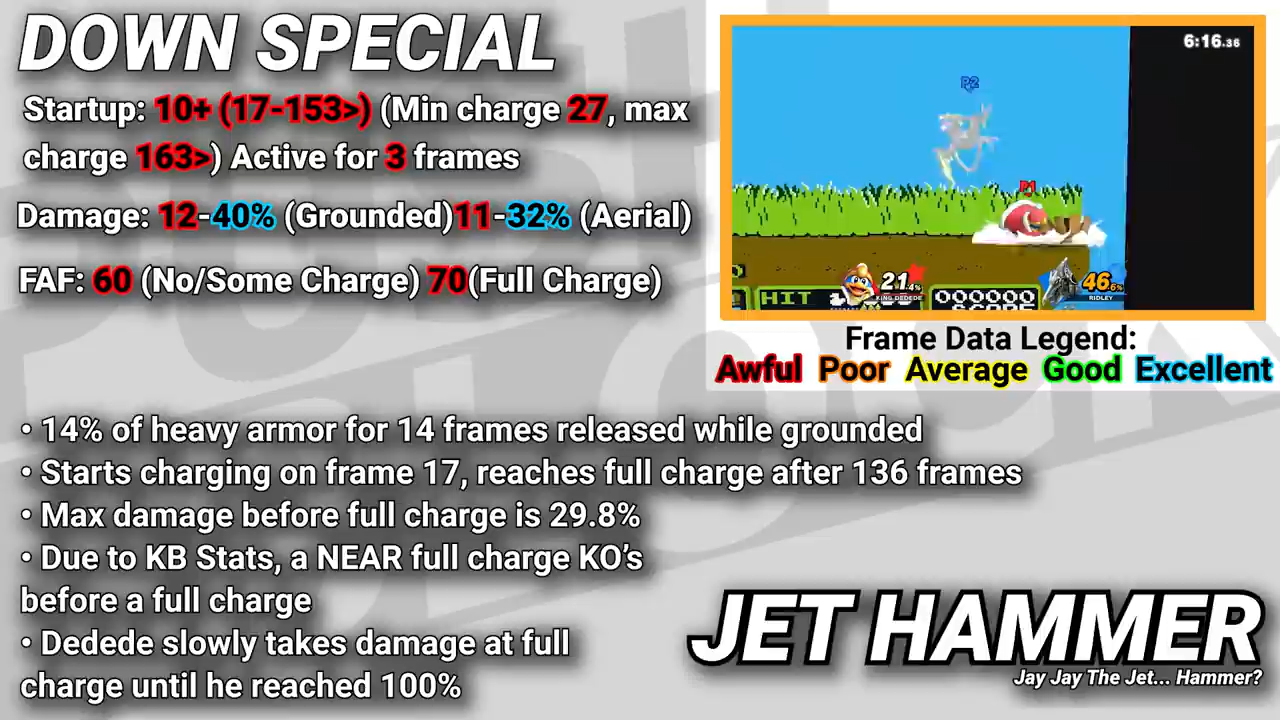 DOWN SPECIAL
Startup: 10+ (17-153>) (Min charge 27, max
charge 163>) Active for 3 frames
Damage: 12-40% (Grounded)11-32% (Aerial)
FAF: 60 (No/Some Charge) 70(Full Charge)
6:16.36
P2
P1
21.4%
KING DEDEDE
46.6%
RIDLEY
HIT
000000
SCORE
Frame Data Legend:
Awful Poor Average Good Excellent
• 14% of heavy armor for 14 frames released while grounded
• Starts charging on frame 17, reaches full charge after 136 frames
• Max damage before full charge is 29.8%
• Due to KB Stats, a NEAR full charge KO’s
before a full charge
• Dedede slowly takes damage at full
charge until he reached 100%
JET HAMMER
Jay Jay The Jet... Hammer?